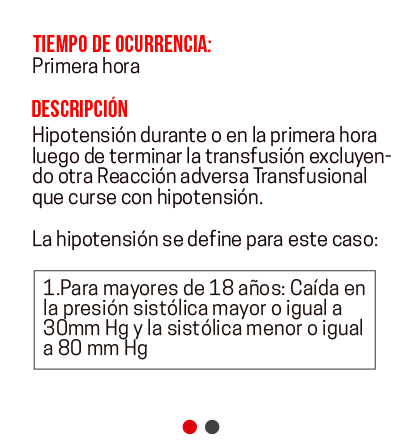 TIEMPO DE OCURRENCIA:
Primera hora
DESCRIPCIÓN
Hipotensión durante o en la primera hora
luego de terminar la transfusión excluyen-
do otra Reacción adversa Transfusional
que curse con hipotensión.
La hipotensión se define para este caso:
1.Para mayores de 18 años: Caída en
la presión sistólica mayor o igual a
30mm Hg y la sistólica menor o igual
a 80 mm Hg